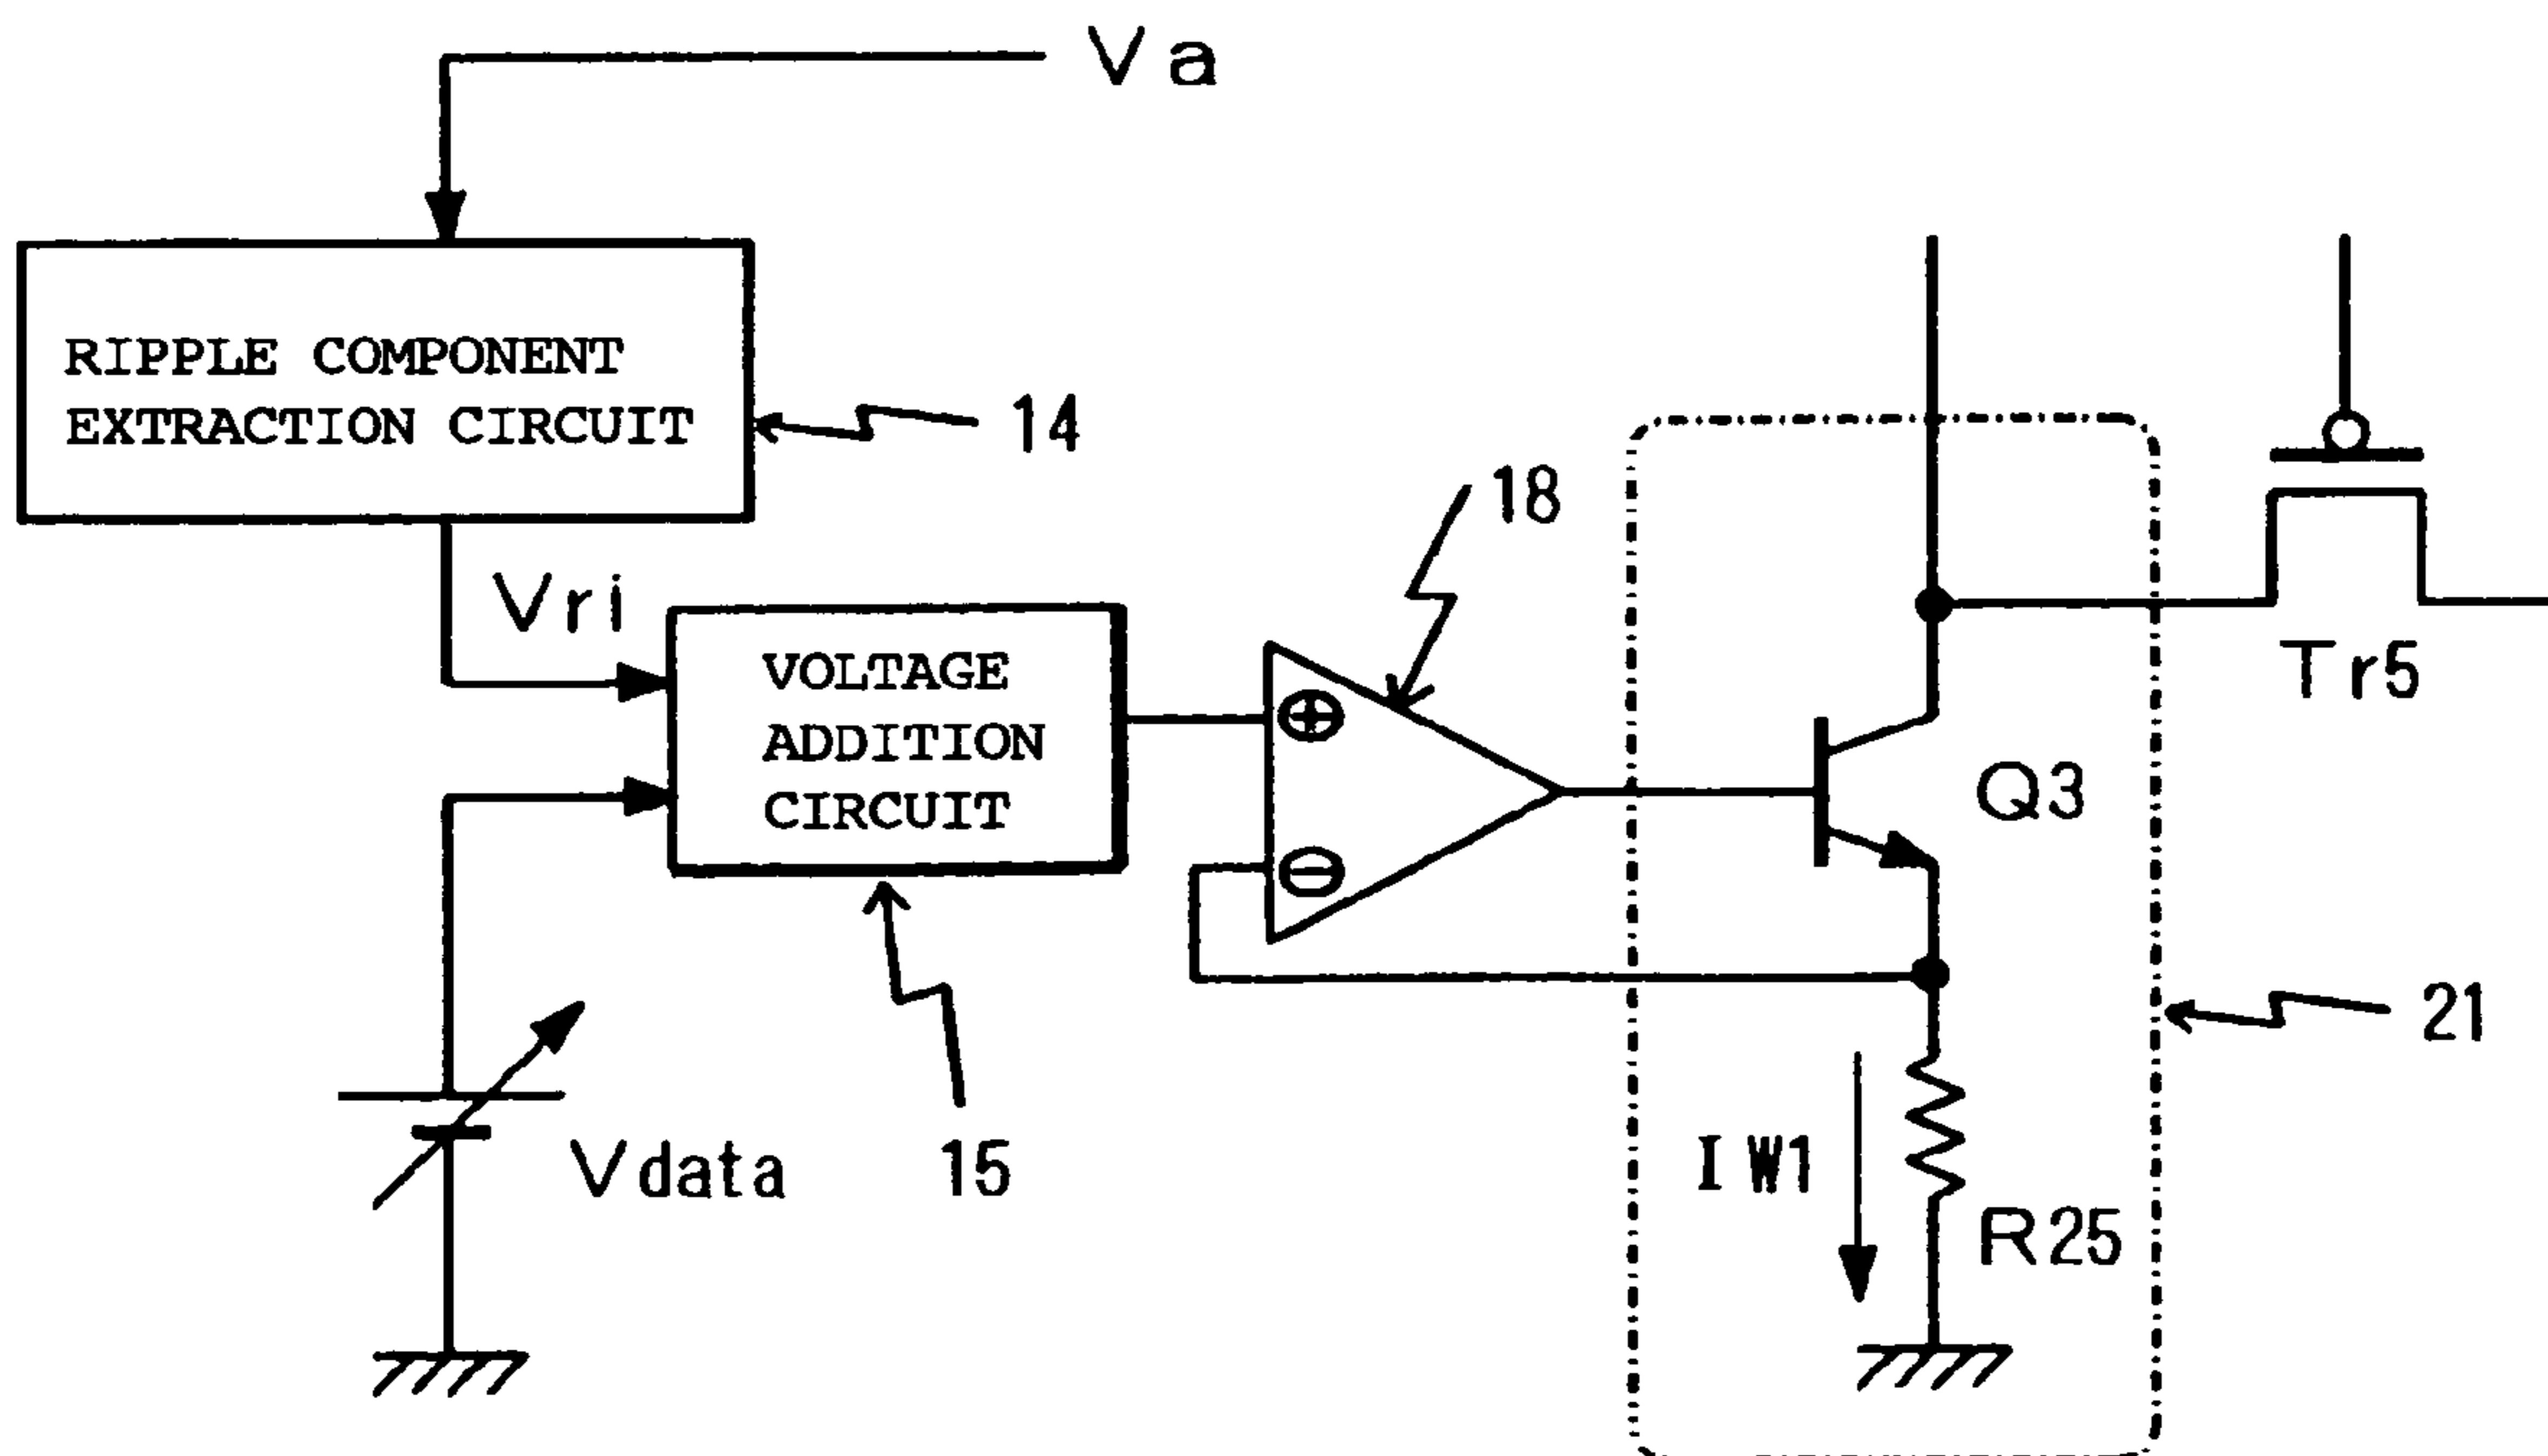 Va
RIPPLE COMPONENT
EXTRACTION CIRCUIT
14
18
Vri
VOLTAGE
ADDITION
CIRCUIT
Tr5
Q3
21
Vdata
15
IW1
R25